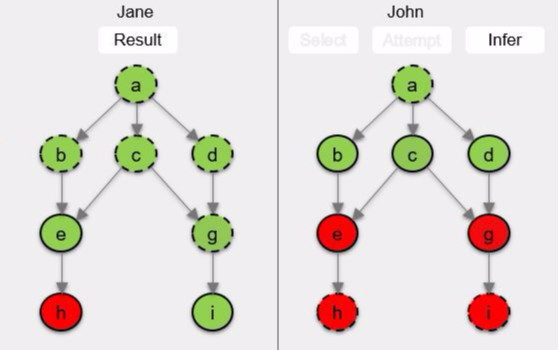 Jane
Result
a
b c d
e g
h i
John
Select Attempt Infer
a
b c d
e g
h i